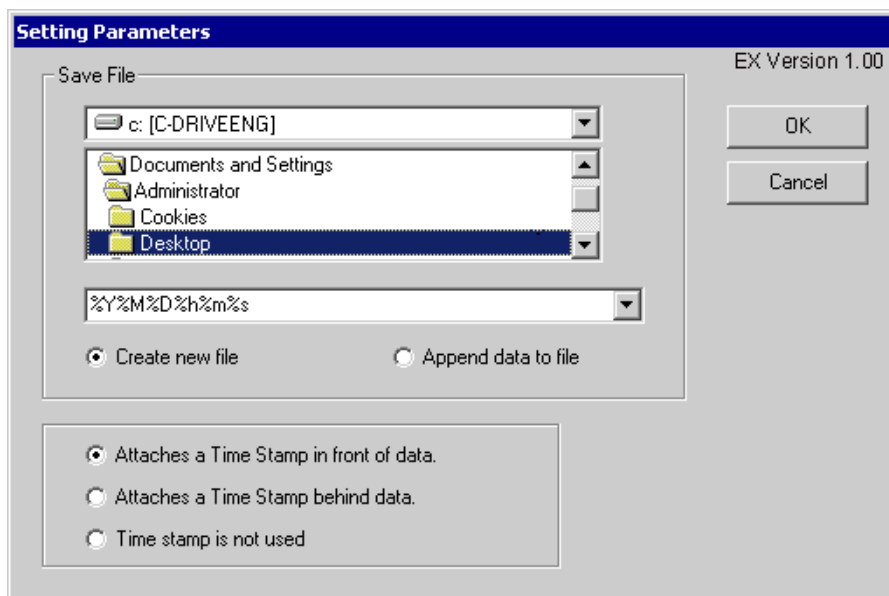 Setting Parameters
EX Version 1.00
Save File
c: [C-DRIVEENG]
OK
Documents and Settings
Administrator
Cancel
Cookies
Desktop
%Y%M%D%h%m%s
Create new file
Append data to file
Attaches a Time Stamp in front of data.
Attaches a Time Stamp behind data.
Time stamp is not used